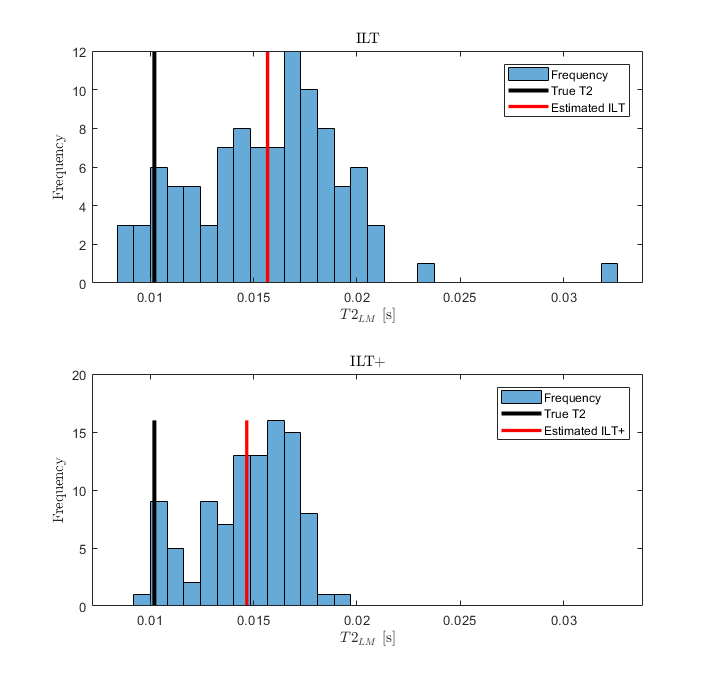 ILT
12
10
8
6
4
2
0
Frequency
Frequency
True T2
Estimated ILT
0.01 0.015 0.02 0.025 0.03
T2LM [s]
ILT+
20
15
10
5
0
Frequency
Frequency
True T2
Estimated ILT+
0.01 0.015 0.02 0.025 0.03
T2LM [s]